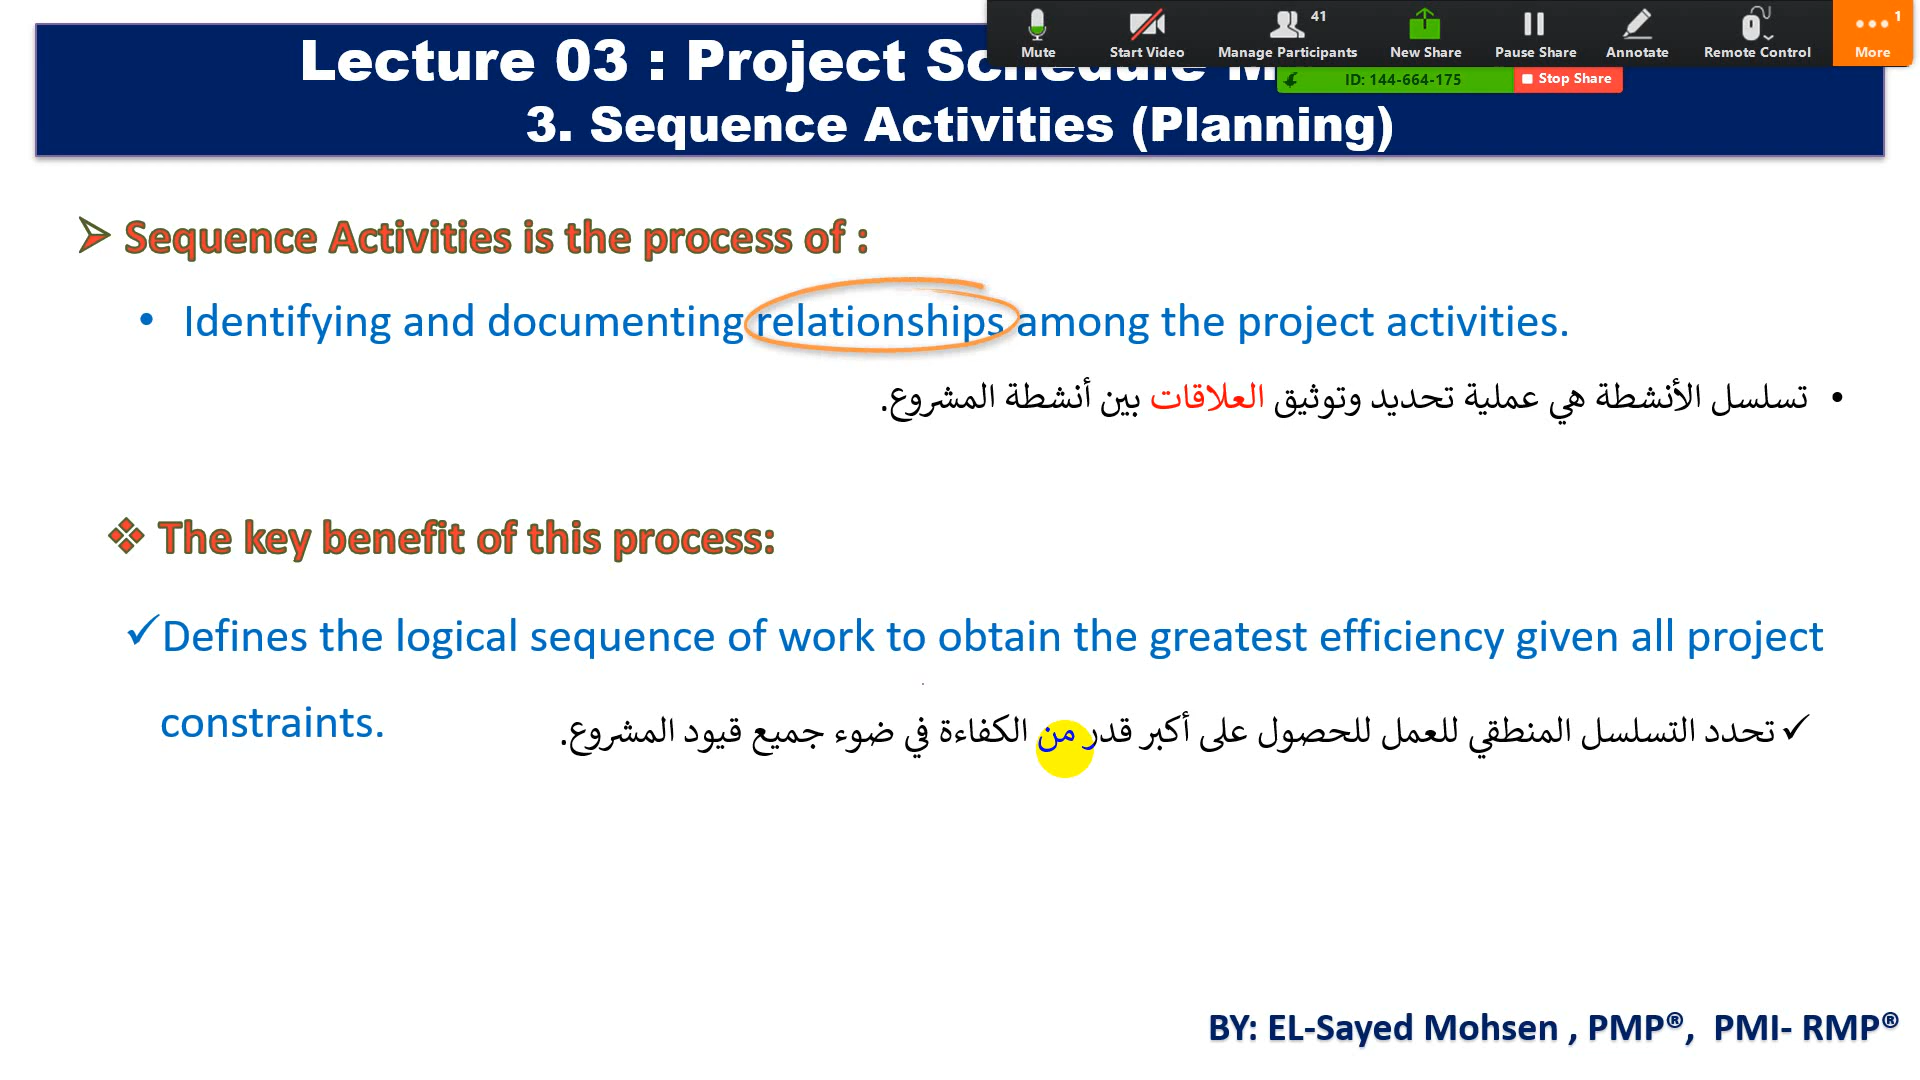 Mute
Start Video
Manage Participants
41
New Share
Pause Share
Annotate
Remote Control
More
1
ID: 144-664-175
Stop Share
Lecture 03 : Project Schedule
3. Sequence Activities (Planning)
Sequence Activities is the process of :
• Identifying and documenting relationships among the project activities.
• تسلسل الأنشطة هي عملية تحديد وتوثيق العلاقات بين أنشطة المشروع.
The key benefit of this process:
✓Defines the logical sequence of work to obtain the greatest efficiency given all project
constraints.
✓ تحدد التسلسل المنطقي للعمل للحصول على أكبر قدر من الكفاءة في ضوء جميع قيود المشروع.
BY: EL-Sayed Mohsen , PMP®, PMI- RMP®